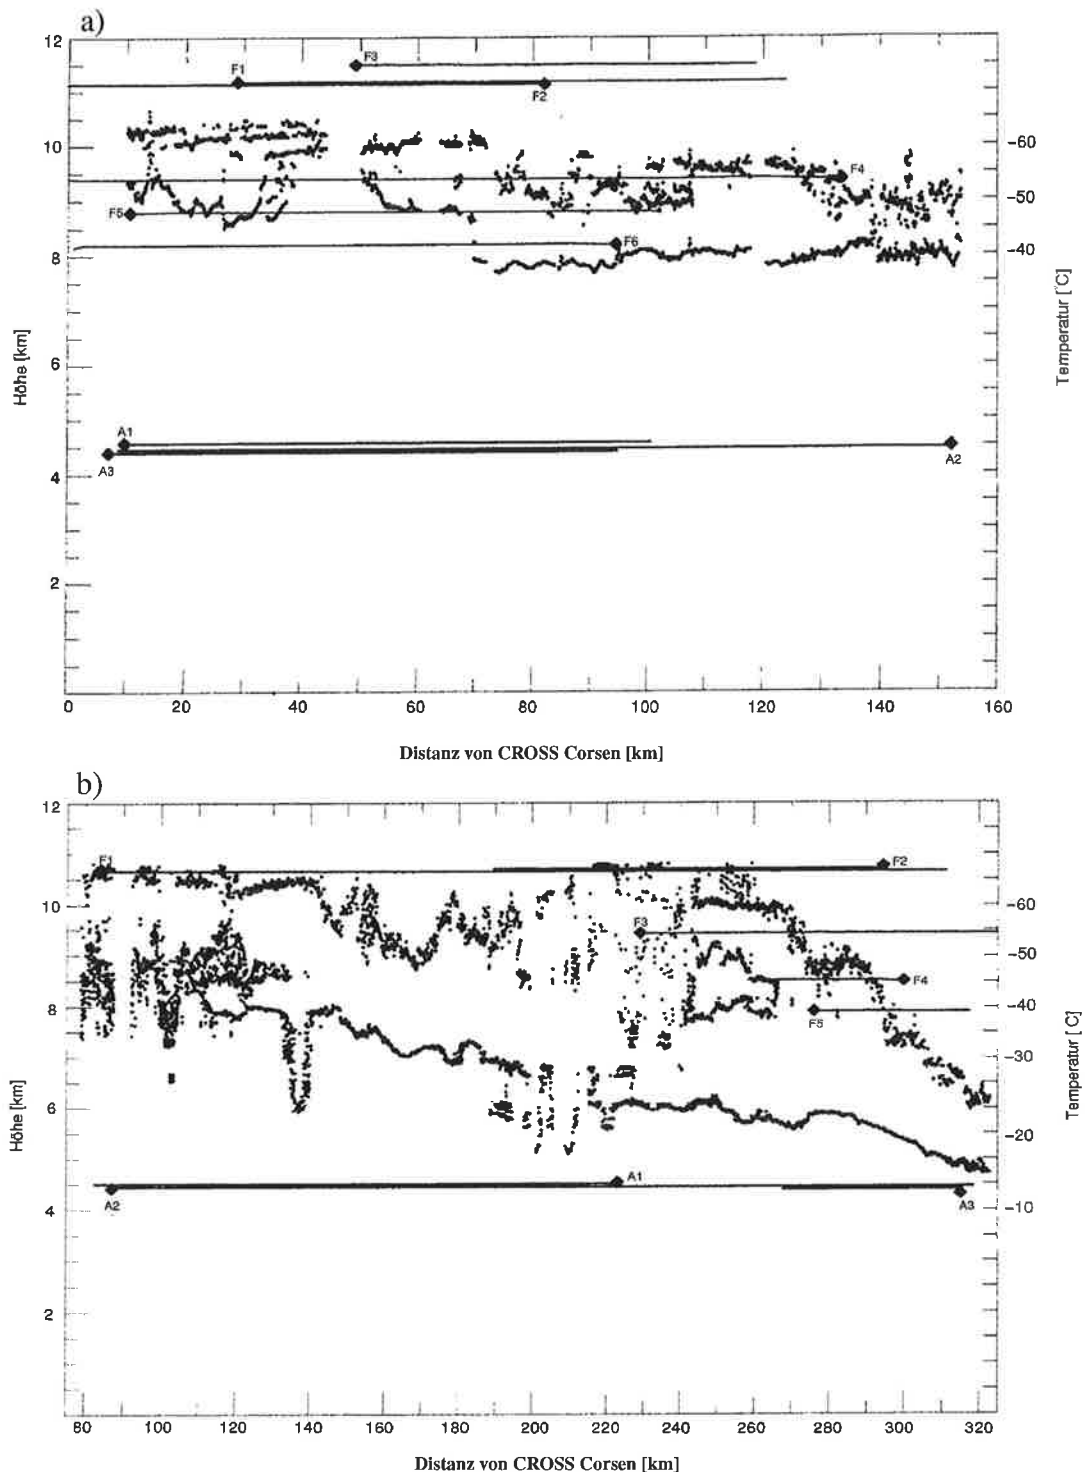 a)
12
F3
F1
F2
10
-60
F4
-50
F5
F6
-40
8
Höhe [km]
Temperatur [°C]
6
A1
A3
A2
4
2
0 20 40 60 80 100 120 140 160
Distanz von CROSS Corsen [km]
b)
12
F1
F2
10
-60
F3
-50
F4
8
-40
F5
-30
Höhe [km]
Temperatur [°C]
6
-20
A1
A2
A3
4
-10
2
0
80 100 120 140 160 180 200 220 240 260 280 300 320
Distanz von CROSS Corsen [km]